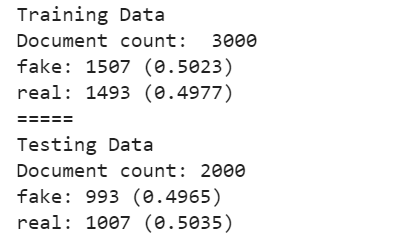 Training Data
Document count:  3000
fake: 1507 (0.5023)
real: 1493 (0.4977)
=====
Testing Data
Document count: 2000
fake: 993 (0.4965)
real: 1007 (0.5035)